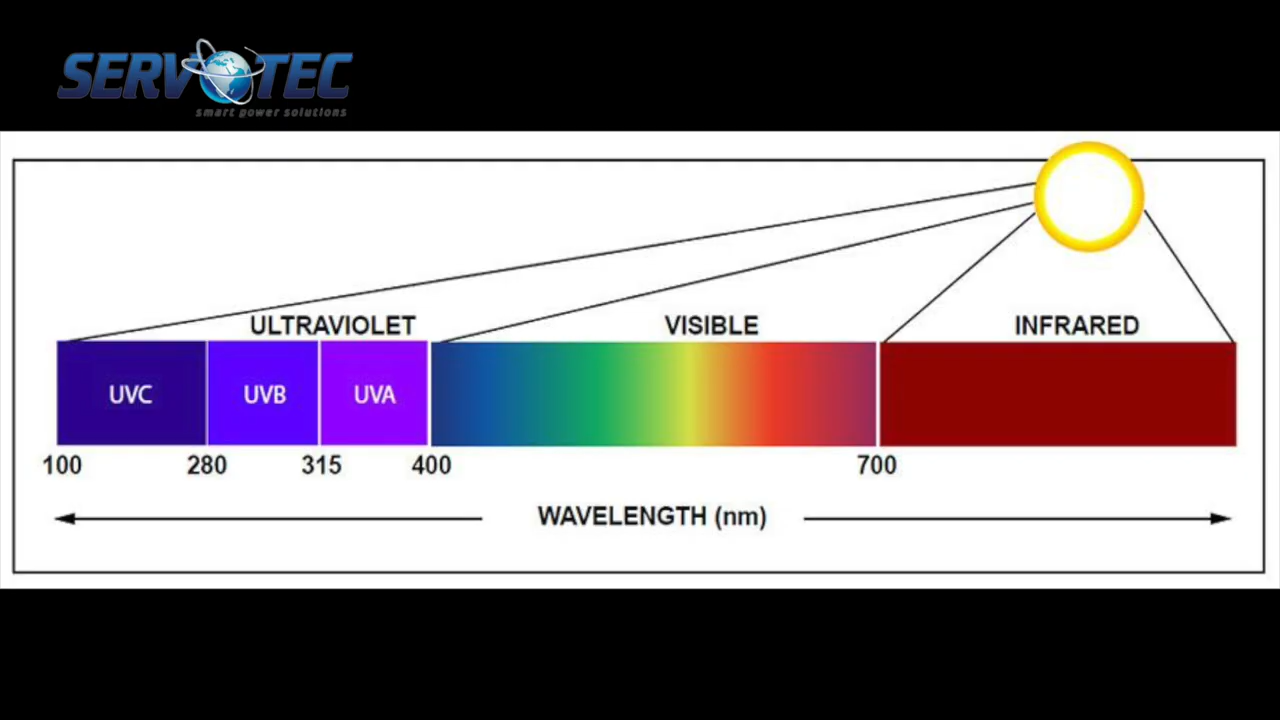 SERVOTEC
smart power solutions
ULTRAVIOLET VISIBLE INFRARED
UVC UVB UVA
100 280 315 400 700
WAVELENGTH (nm)